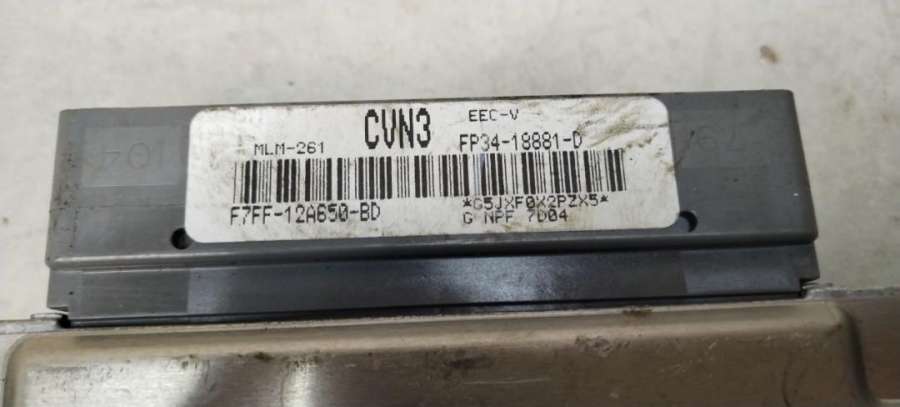 CVN3
EEC-V
MLM-261
FP34-18881-D
F7FF-12A650-BD
*G5JXF0X2PZX5*
G NPF 7D04